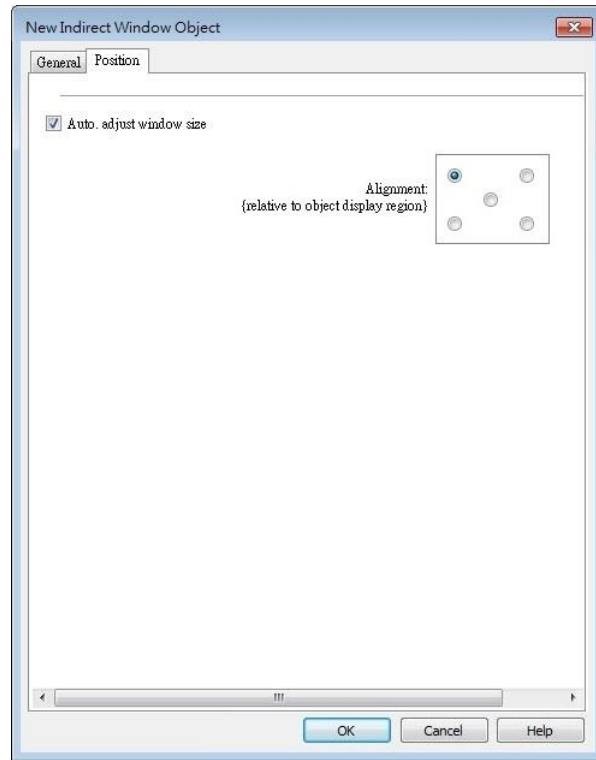 New Indirect Window Object
General Position
Auto. adjust window size
Alignment:
{relative to object display region}
OK Cancel Help